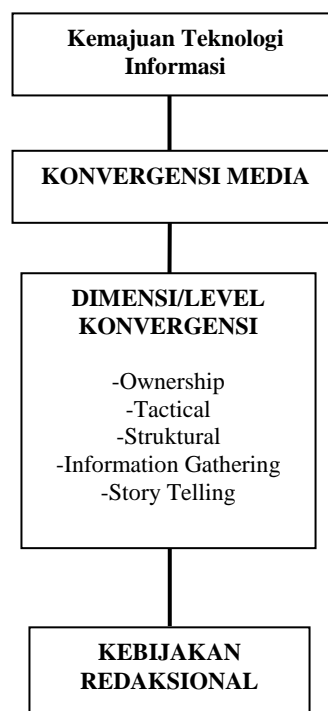 Kemajuan Teknologi
Informasi
KONVERGENSI MEDIA
DIMENSI/LEVEL
KONVERGENSI
-Ownership
-Tactical
-Struktural
-Information Gathering
-Story Telling
KEBIJAKAN
REDAKSIONAL